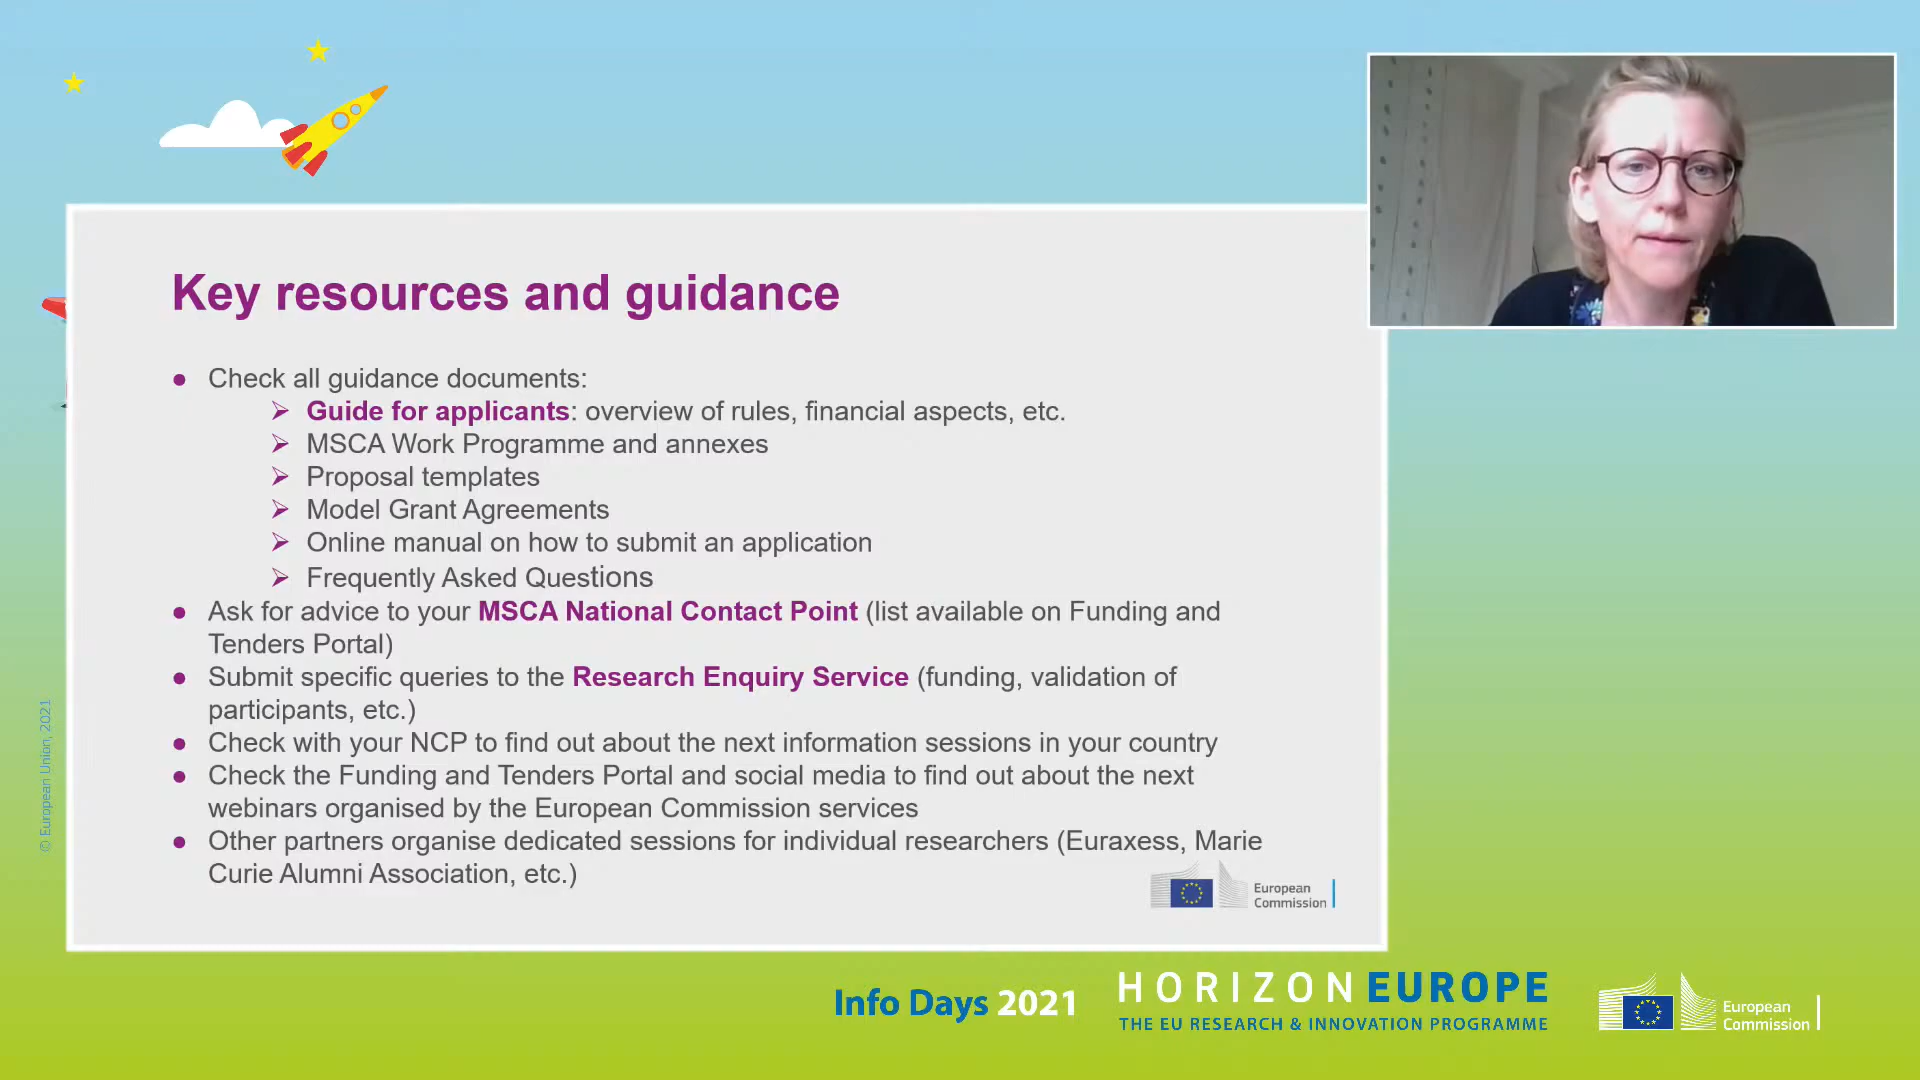 Key resources and guidance
● Check all guidance documents:
➢ Guide for applicants: overview of rules, financial aspects, etc.
➢ MSCA Work Programme and annexes
➢ Proposal templates
➢ Model Grant Agreements
➢ Online manual on how to submit an application
➢ Frequently Asked Questions
● Ask for advice to your MSCA National Contact Point (list available on Funding and
Tenders Portal)
● Submit specific queries to the Research Enquiry Service (funding, validation of
participants, etc.)
● Check with your NCP to find out about the next information sessions in your country
● Check the Funding and Tenders Portal and social media to find out about the next
webinars organised by the European Commission services
● Other partners organise dedicated sessions for individual researchers (Euraxess, Marie
Curie Alumni Association, etc.)
European
Commission
© European Union, 2021
Info Days 2021
HORIZON EUROPE
THE EU RESEARCH & INNOVATION PROGRAMME
European
Commission